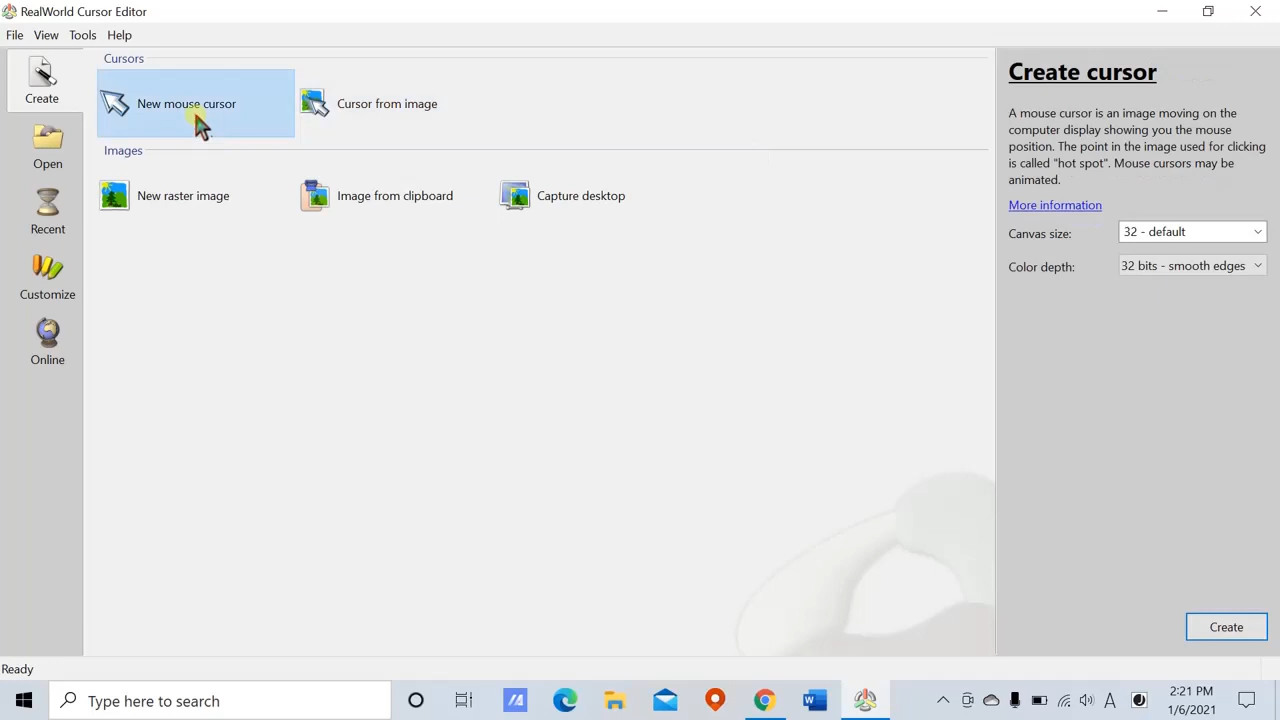 RealWorld Cursor Editor
File View Tools Help
Create
Open
Recent
Customize
Online
Cursors
New mouse cursor
Cursor from image
Images
New raster image
Image from clipboard
Capture desktop
Create cursor
A mouse cursor is an image moving on the
computer display showing you the mouse
position. The point in the image used for clicking
is called "hot spot". Mouse cursors may be
animated.
More information
Canvas size: 32 - default
Color depth: 32 bits - smooth edges
Create
Ready
Type here to search
A
2:21 PM
1/6/2021